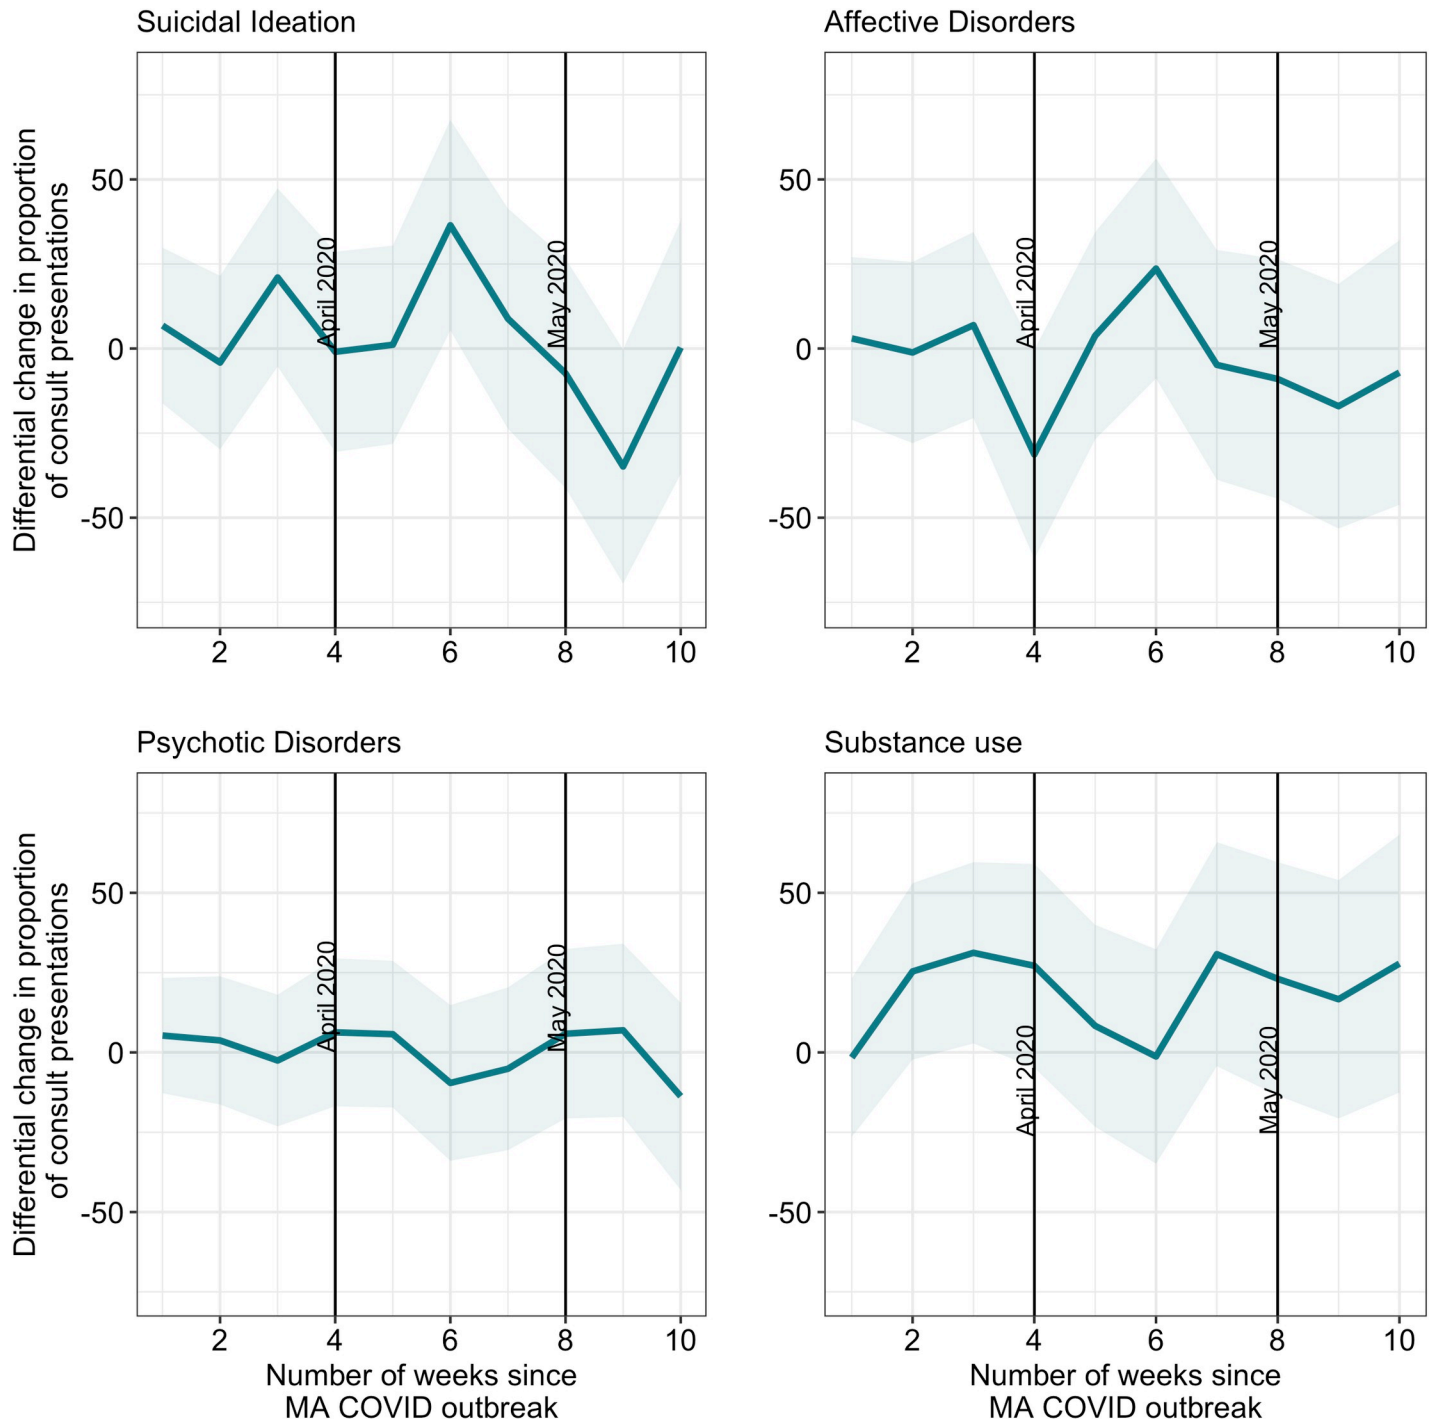 Suicidal Ideation
Affective Disorders
Differential change in proportion
of consult presentations
50
0
-50
April 2020
May 2020
2 4 6 8 10
50
0
-50
April 2020
May 2020
2 4 6 8 10
Psychotic Disorders
Substance use
Differential change in proportion
of consult presentations
50
0
-50
April 2020
May 2020
2 4 6 8 10
Number of weeks since
MA COVID outbreak
50
0
-50
April 2020
May 2020
2 4 6 8 10
Number of weeks since
MA COVID outbreak